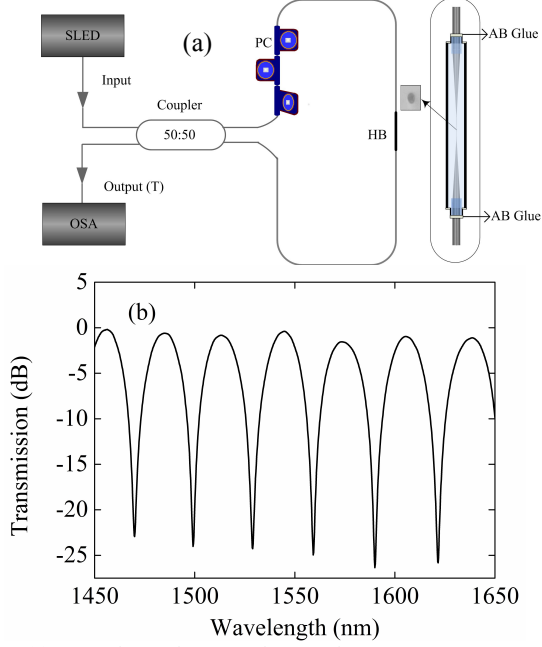 SLED
(a)
PC
AB Glue
Input
Coupler
50:50
HB
Output (T)
OSA
AB Glue
(b)
5
0
-5
-10
-15
-20
-25
Transmission (dB)
1450
1500
1550
1600
1650
Wavelength (nm)